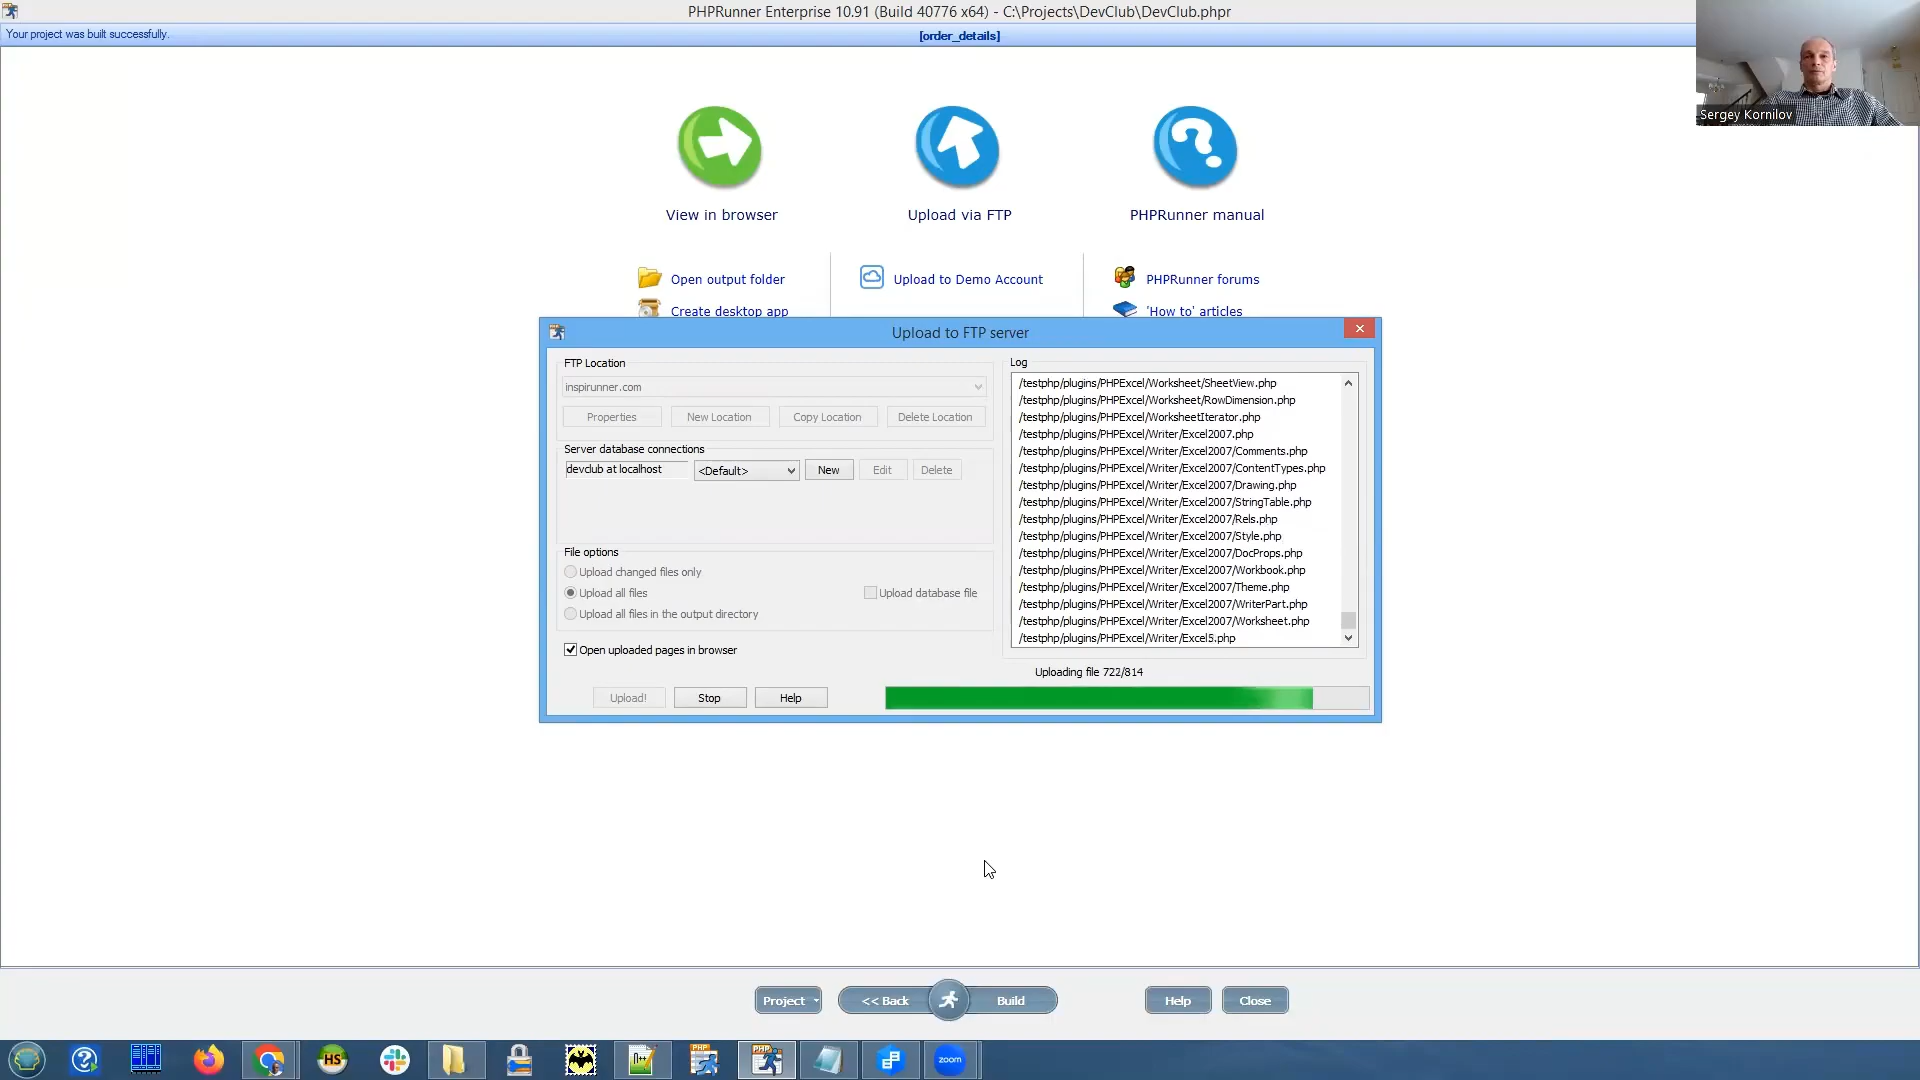 PHPRunner Enterprise 10.91 (Build 40776 x64) - C:\Projects\DevClub\DevClub.phpr
Your project was built successfully.
[order_details]
Sergey Kornilov
View in browser
Upload via FTP
PHPRunner manual
Open output folder
Upload to Demo Account
PHPRunner forums
Create desktop app
'How to' articles
Upload to FTP server
FTP Location
inspirunner.com
Properties
New Location
Copy Location
Delete Location
Server database connections
devclub at localhost
<Default>
New
Edit
Delete
File options
Upload changed files only
Upload all files
Upload database file
Upload all files in the output directory
Open uploaded pages in browser
Upload!
Stop
Help
Log
/testphp/plugins/PHPExcel/Worksheet/SheetView.php
/testphp/plugins/PHPExcel/Worksheet/RowDimension.php
/testphp/plugins/PHPExcel/WorksheetIterator.php
/testphp/plugins/PHPExcel/Writer/Excel2007.php
/testphp/plugins/PHPExcel/Writer/Excel2007/Comments.php
/testphp/plugins/PHPExcel/Writer/Excel2007/ContentTypes.php
/testphp/plugins/PHPExcel/Writer/Excel2007/Drawing.php
/testphp/plugins/PHPExcel/Writer/Excel2007/StringTable.php
/testphp/plugins/PHPExcel/Writer/Excel2007/Rels.php
/testphp/plugins/PHPExcel/Writer/Excel2007/Style.php
/testphp/plugins/PHPExcel/Writer/Excel2007/DocProps.php
/testphp/plugins/PHPExcel/Writer/Excel2007/Workbook.php
/testphp/plugins/PHPExcel/Writer/Excel2007/Theme.php
/testphp/plugins/PHPExcel/Writer/Excel2007/WriterPart.php
/testphp/plugins/PHPExcel/Writer/Excel2007/Worksheet.php
/testphp/plugins/PHPExcel/Writer/Excel5.php
Uploading file 722/814
Project
<< Back
Build
Help
Close
HS
PHP
PHP
zoom